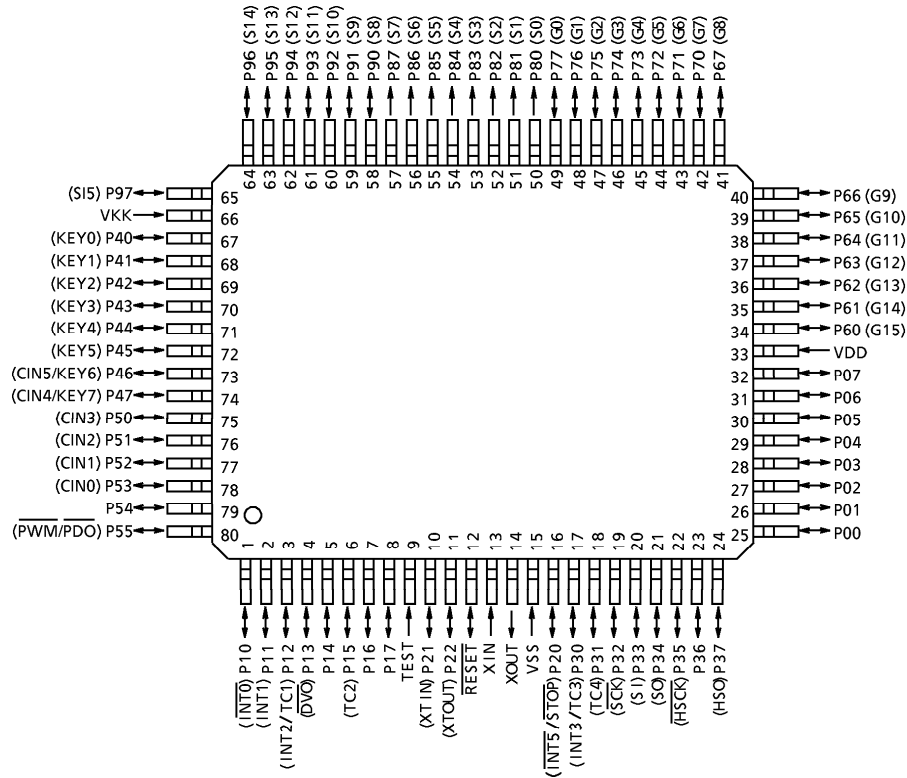 P96 (S14)
P95 (S13)
P94 (S12)
P93 (S11)
P92 (S10)
P91 (S9)
P90 (S8)
P87 (S7)
P86 (S6)
P85 (S5)
P84 (S4)
P83 (S3)
P82 (S2)
P81 (S1)
P80 (S0)
P77 (G0)
P76 (G1)
P75 (G2)
P74 (G3)
P73 (G4)
P72 (G5)
P71 (G6)
P70 (G7)
P67 (G8)
64 63 62 61 60 59 58 57 56 55 54 53 52 51 50 49 48 47 46 45 44 43 42 41
(SI5) P97 65 40 P66 (G9)
VKK 66 39 P65 (G10)
(KEY0) P40 67 38 P64 (G11)
(KEY1) P41 68 37 P63 (G12)
(KEY2) P42 69 36 P62 (G13)
(KEY3) P43 70 35 P61 (G14)
(KEY4) P44 71 34 P60 (G15)
(KEY5) P45 72 33 VDD
(CIN5/KEY6) P46 73 32 P07
(CIN4/KEY7) P47 74 31 P06
(CIN3) P50 75 30 P05
(CIN2) P51 76 29 P04
(CIN1) P52 77 28 P03
(CIN0) P53 78 27 P02
P54 79 26 P01
(PWM/PDO) P55 80 25 P00
1 2 3 4 5 6 7 8 9 10 11 12 13 14 15 16 17 18 19 20 21 22 23 24
(INT0) P10
(INT1) P11
(INT2/TC1) P12
(DVO) P13
P14
(TC2) P15
P16
P17
TEST
(XTIN) P21
(XTOUT) P22
RESET
XIN
XOUT
VSS
(INT5/STOP) P20
(INT3/TC3) P30
(TC4) P31
(SCK) P32
(SI) P33
(SO) P34
(HSCK) P35
P36
(HSO) P37